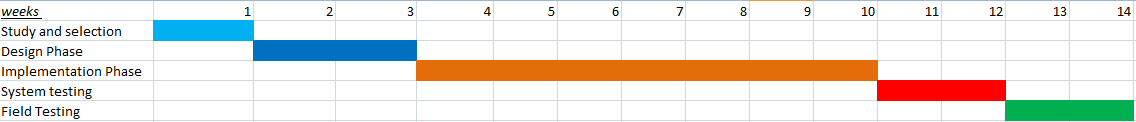 weeks 1 2 3 4 5 6 7 8 9 10 11 12 13 14
Study and selection
Design Phase
Implementation Phase
System testing
Field Testing